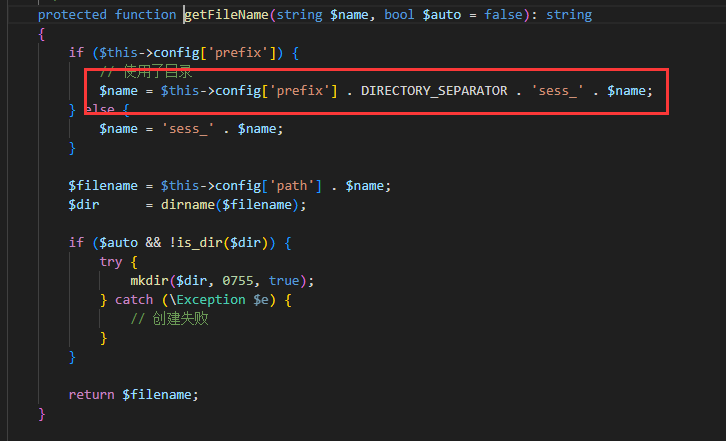 protected function getFileName(string $name, bool $auto = false): string
{
    if ($this->config['prefix']) {
        // 使用子目录
        $name = $this->config['prefix'] . DIRECTORY_SEPARATOR . 'sess_' . $name;
    } else {
        $name = 'sess_' . $name;
    }

    $filename = $this->config['path'] . $name;
    $dir      = dirname($filename);

    if ($auto && !is_dir($dir)) {
        try {
            mkdir($dir, 0755, true);
        } catch (\Exception $e) {
            // 创建失败
        }
    }

    return $filename;
}